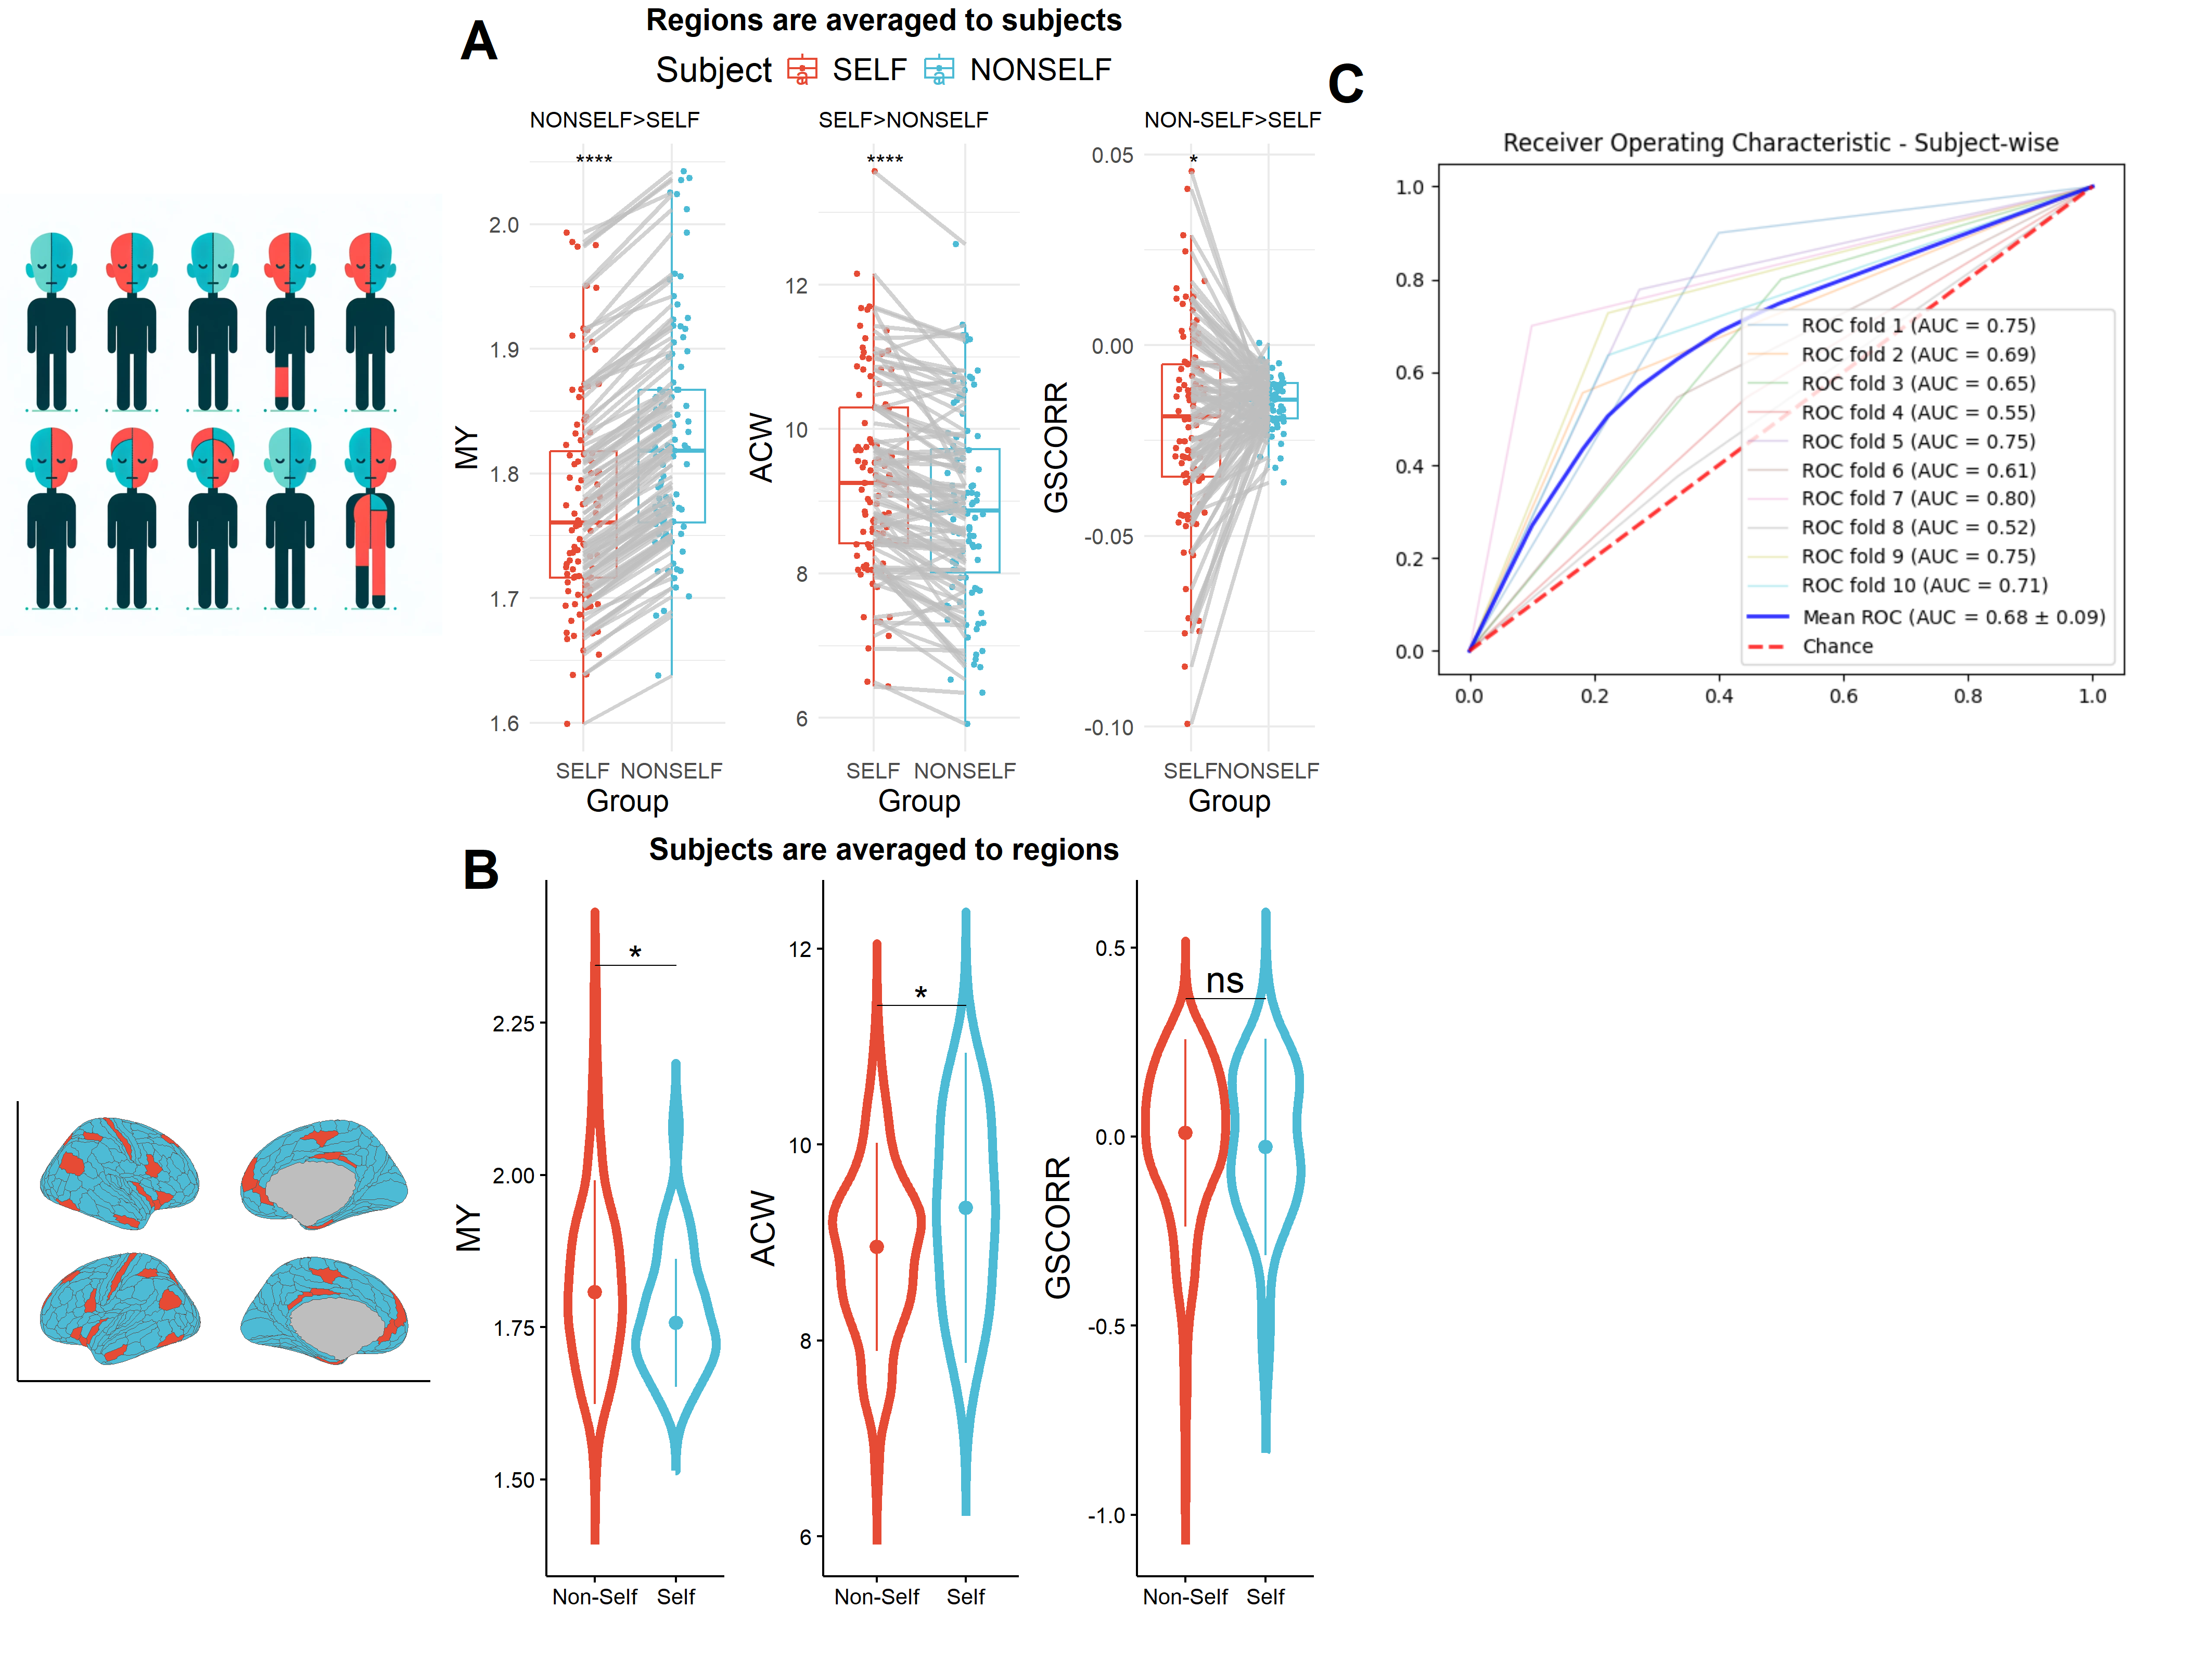 A
Regions are averaged to subjects
Subject SELF NONSELF
NONSELF>SELF
****
MY
2.0
1.9
1.8
1.7
1.6
SELF NONSELF
Group
SELF>NONSELF
****
ACW
12
10
8
6
SELF NONSELF
Group
NON-SELF>SELF
*
GSCORR
0.05
0.00
-0.05
-0.10
SELF NONSELF
Group
B
Subjects are averaged to regions
*
MY
2.25
2.00
1.75
1.50
Non-Self Self
*
ACW
12
10
8
6
Non-Self Self
ns
GSCORR
0.5
0.0
-0.5
-1.0
Non-Self Self
C
Receiver Operating Characteristic - Subject-wise
1.0
0.8
0.6
0.4
0.2
0.0
ROC fold 1 (AUC = 0.75)
ROC fold 2 (AUC = 0.69)
ROC fold 3 (AUC = 0.65)
ROC fold 4 (AUC = 0.55)
ROC fold 5 (AUC = 0.75)
ROC fold 6 (AUC = 0.61)
ROC fold 7 (AUC = 0.80)
ROC fold 8 (AUC = 0.52)
ROC fold 9 (AUC = 0.75)
ROC fold 10 (AUC = 0.71)
Mean ROC (AUC = 0.68 ± 0.09)
Chance
0.0 0.2 0.4 0.6 0.8 1.0